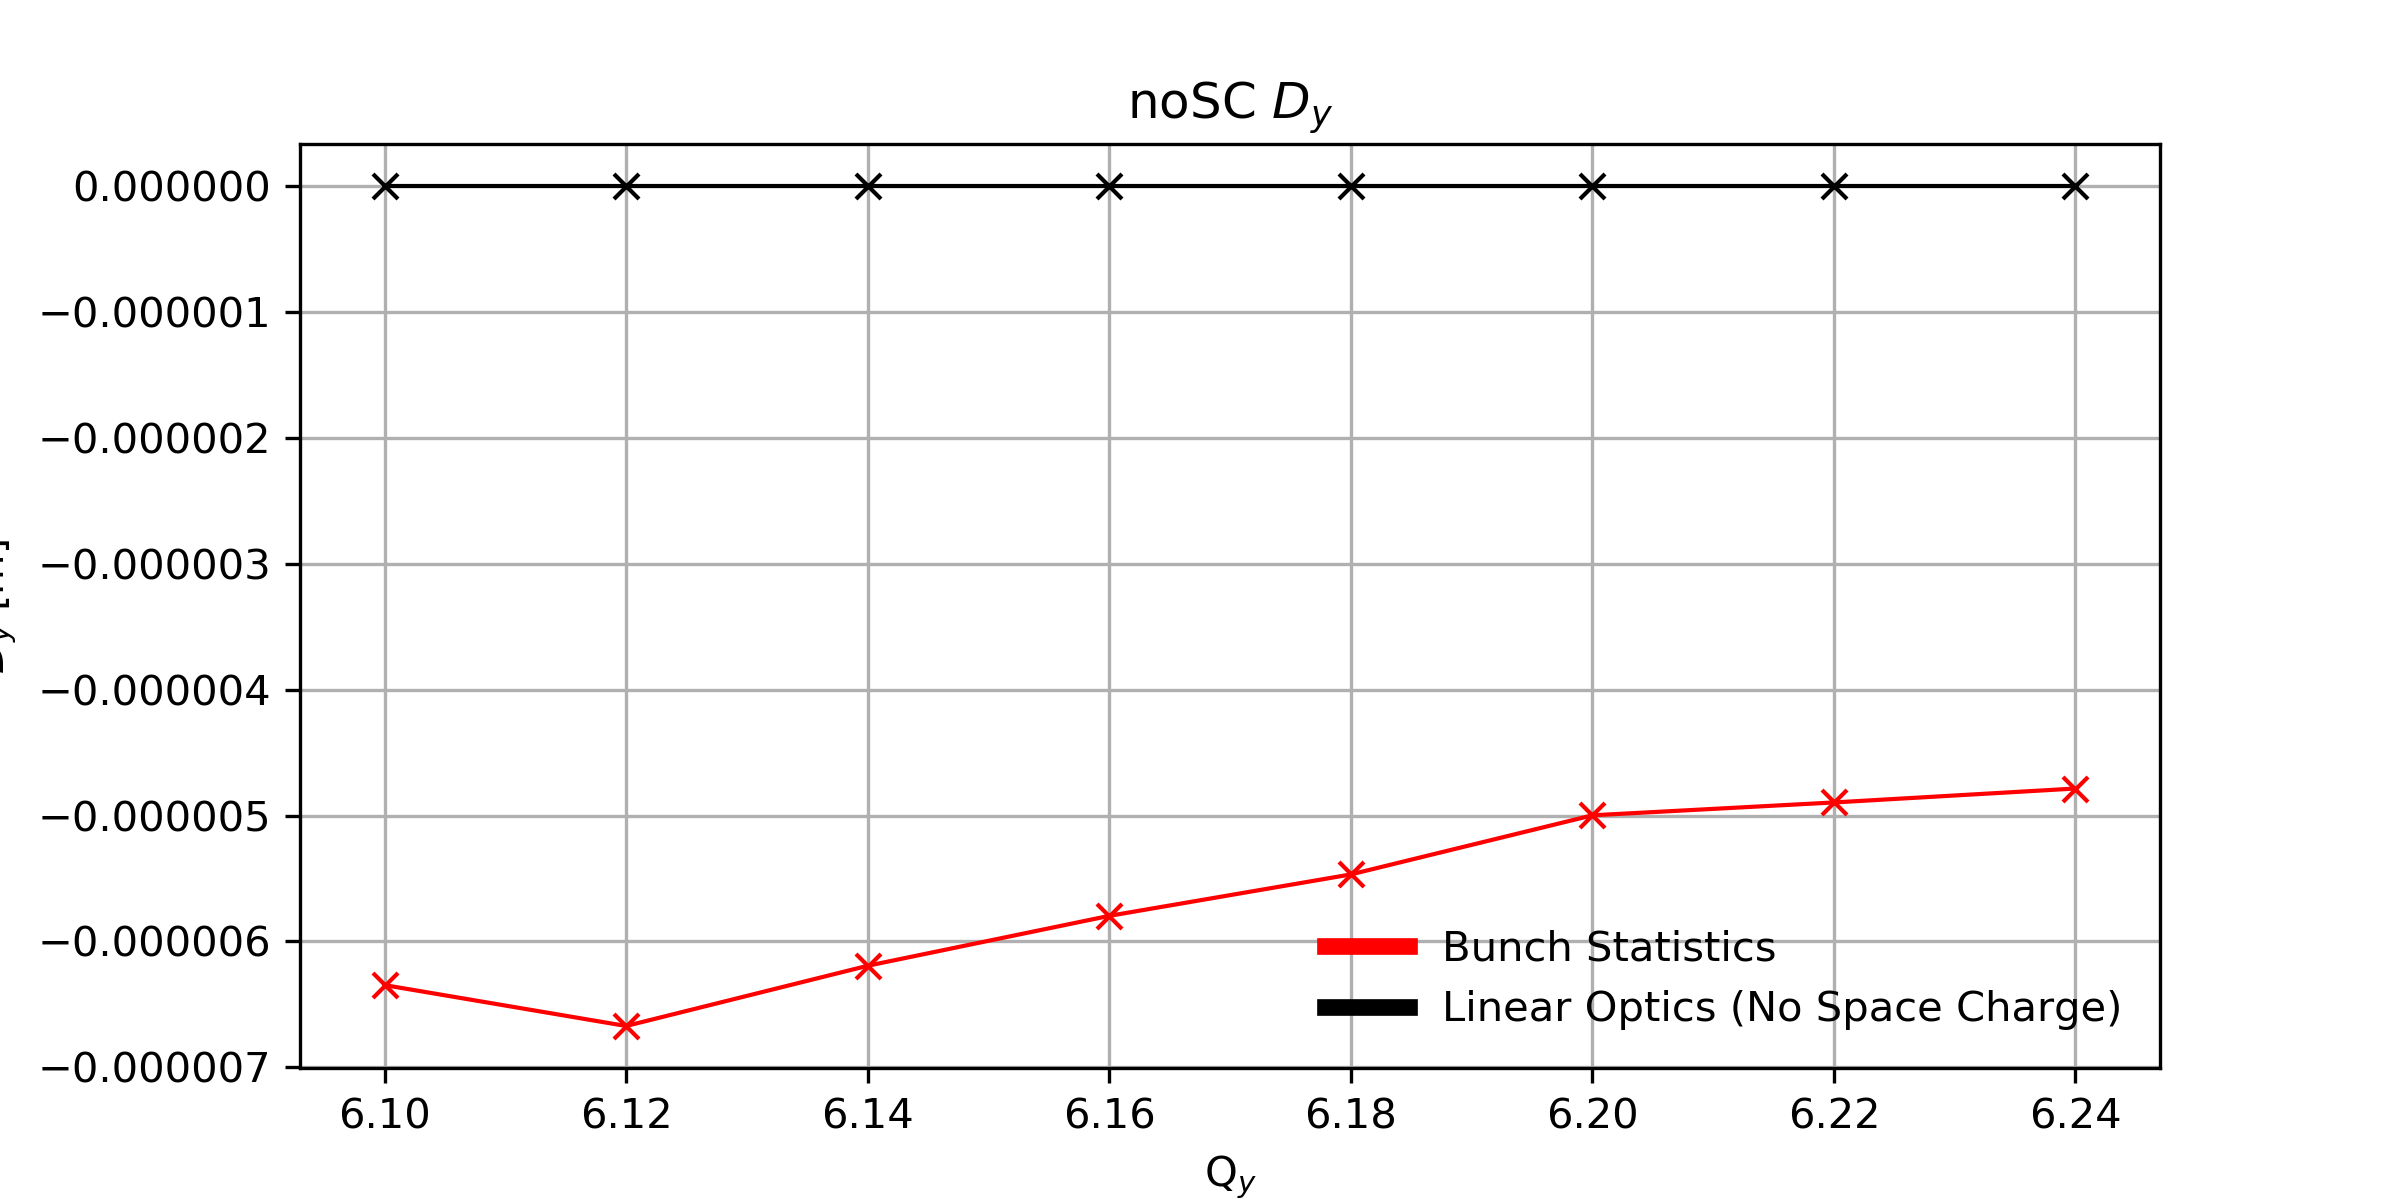 noSC Dy
0.000000
−0.000001
−0.000002
−0.000003
−0.000004
−0.000005
−0.000006
−0.000007
Bunch Statistics
Linear Optics (No Space Charge)
6.10 6.12 6.14 6.16 6.18 6.20 6.22 6.24
Qy